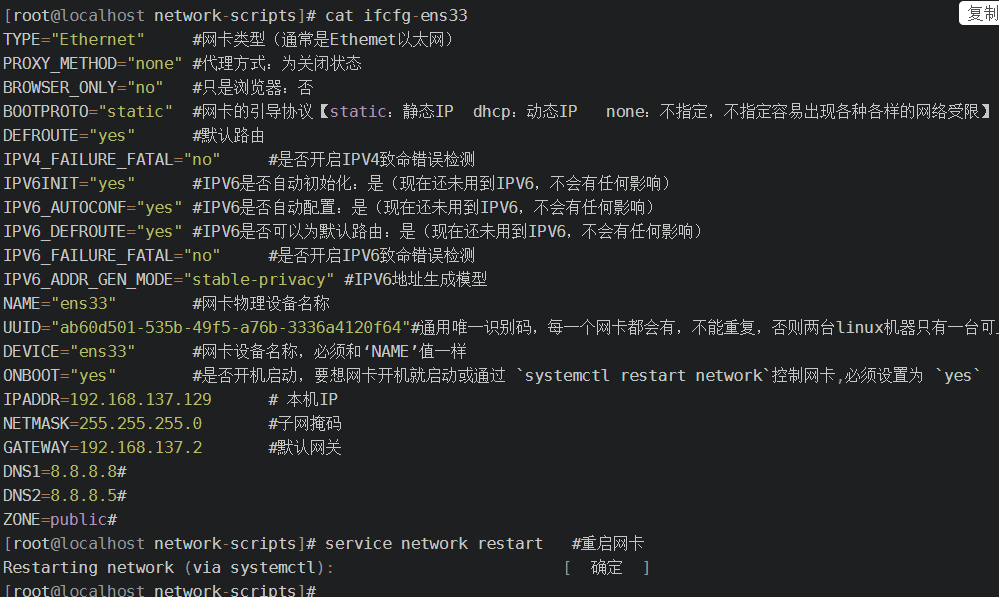 复制
[root@localhost network-scripts]# cat ifcfg-ens33
TYPE="Ethernet"     #网卡类型（通常是Ethemet以太网）
PROXY_METHOD="none" #代理方式：为关闭状态
BROWSER_ONLY="no"   #只是浏览器：否
BOOTPROTO="static"  #网卡的引导协议【static：静态IP  dhcp：动态IP   none：不指定，不指定容易出现各种各样的网络受限】
DEFROUTE="yes"      #默认路由
IPV4_FAILURE_FATAL="no"     #是否开启IPV4致命错误检测
IPV6INIT="yes"      #IPV6是否自动初始化：是（现在还未用到IPV6，不会有任何影响）
IPV6_AUTOCONF="yes" #IPV6是否自动配置：是（现在还未用到IPV6，不会有任何影响）
IPV6_DEFROUTE="yes" #IPV6是否可以为默认路由：是（现在还未用到IPV6，不会有任何影响）
IPV6_FAILURE_FATAL="no"     #是否开启IPV6致命错误检测
IPV6_ADDR_GEN_MODE="stable-privacy" #IPV6地址生成模型
NAME="ens33"        #网卡物理设备名称
UUID="ab60d501-535b-49f5-a76b-3336a4120f64"#通用唯一识别码，每一个网卡都会有，不能重复，否则两台linux机器只有一台可
DEVICE="ens33"      #网卡设备名称，必须和‘NAME’值一样
ONBOOT="yes"        #是否开机启动，要想网卡开机就启动或通过 `systemctl restart network`控制网卡,必须设置为 `yes`
IPADDR=192.168.137.129      # 本机IP
NETMASK=255.255.255.0       #子网掩码
GATEWAY=192.168.137.2       #默认网关
DNS1=8.8.8.8#
DNS2=8.8.8.5#
ZONE=public#
[root@localhost network-scripts]# service network restart   #重启网卡
Restarting network (via systemctl):                        [  确定  ]
[root@localhost network-scripts]#